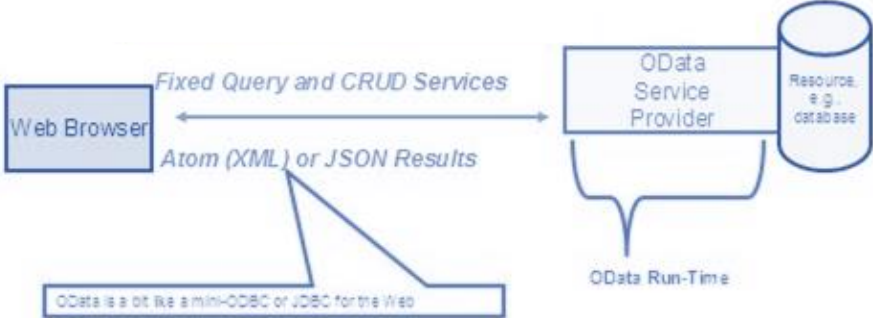 Fixed Query and CRUD Services
Web Browser
Atom (XML) or JSON Results
OData
Service
Provider
Resource,
e.g.,
database
OData Run-Time
OData is a bit like a mini-ODBC or JDBC for the Web